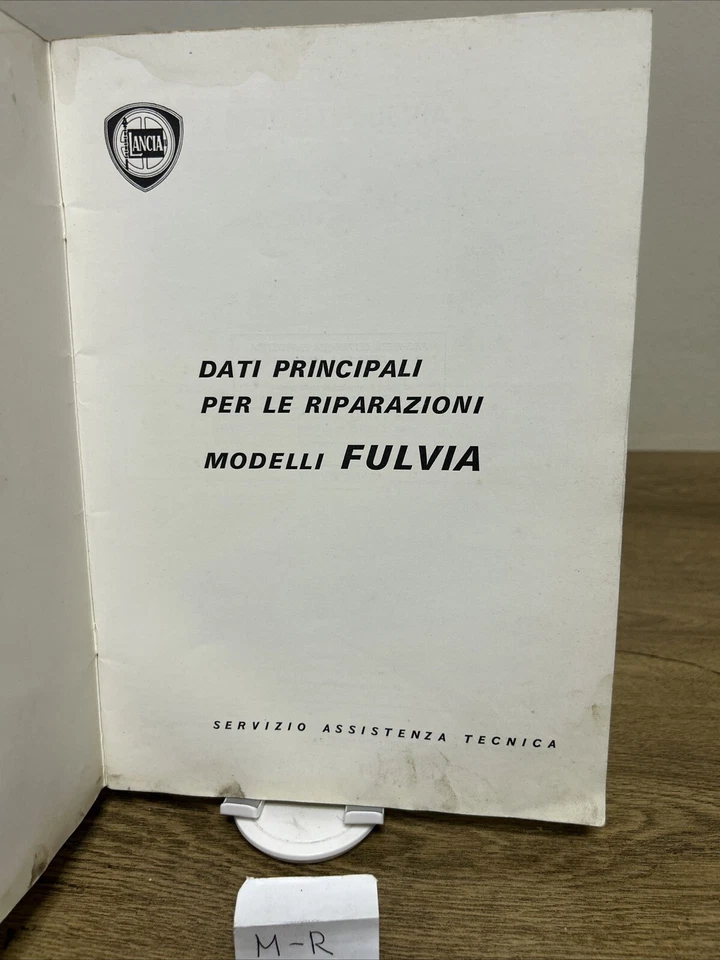 LANCIA
DATI PRINCIPALI
PER LE RIPARAZIONI
MODELLI FULVIA
SERVIZIO ASSISTENZA TECNICA
M-R